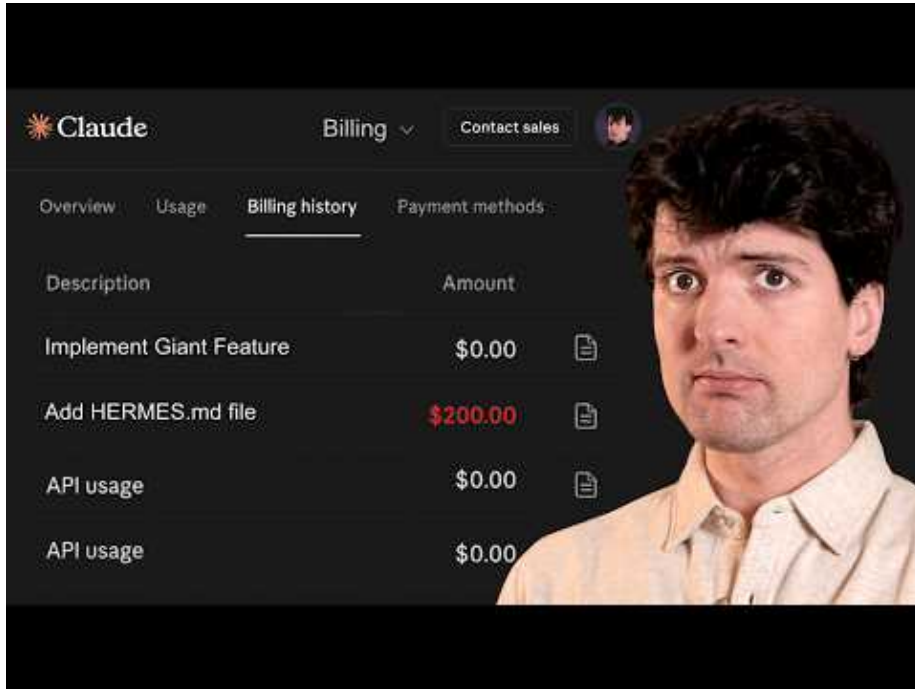 Claude
Billing
Contact sales
Overview Usage Billing history Payment methods
Description Amount
Implement Giant Feature $0.00
Add HERMES.md file $200.00
API usage $0.00
API usage $0.00